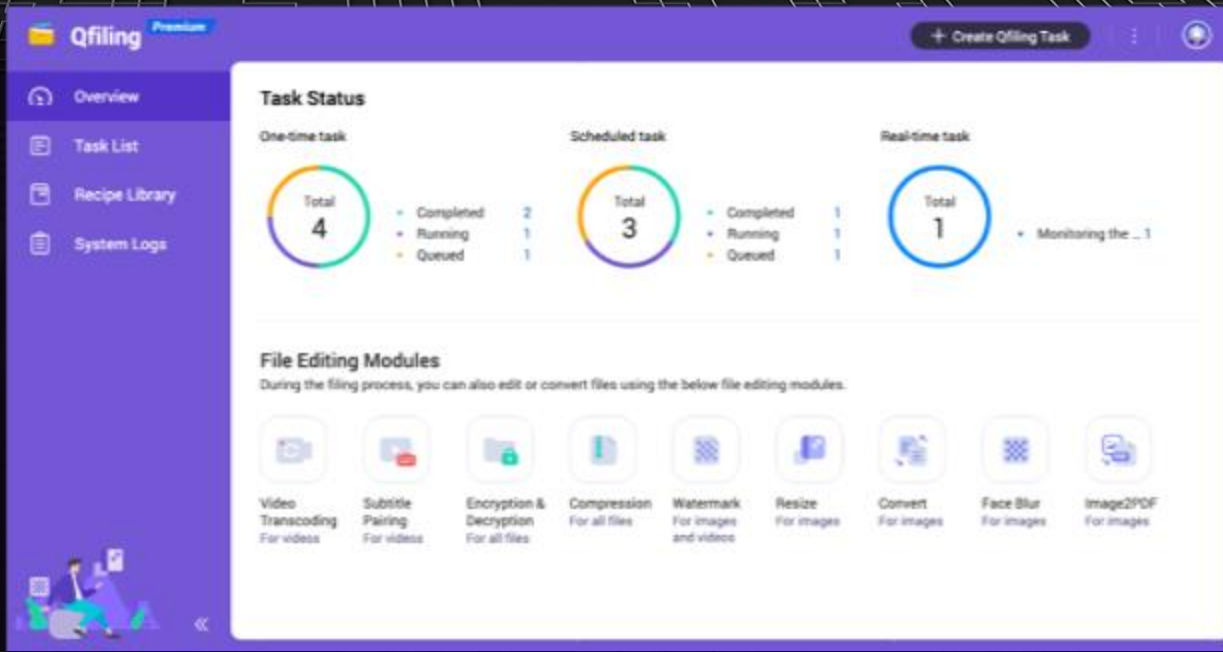 Qfiling Premium
+ Create Qfiling Task
Overview
Task List
Recipe Library
System Logs
Task Status
One-time task
Total
4
Completed 2
Running 1
Queued 1
Scheduled task
Total
3
Completed 1
Running 1
Queued 1
Real-time task
Total
1
Monitoring the ... 1
File Editing Modules
During the filing process, you can also edit or convert files using the below file editing modules.
Video
Transcoding
For videos
Subtitle
Pairing
For videos
Encryption &
Decryption
For all files
Compression
For all files
Watermark
For images
and videos
Resize
For images
Convert
For images
Face Blur
For images
Image2PDF
For images